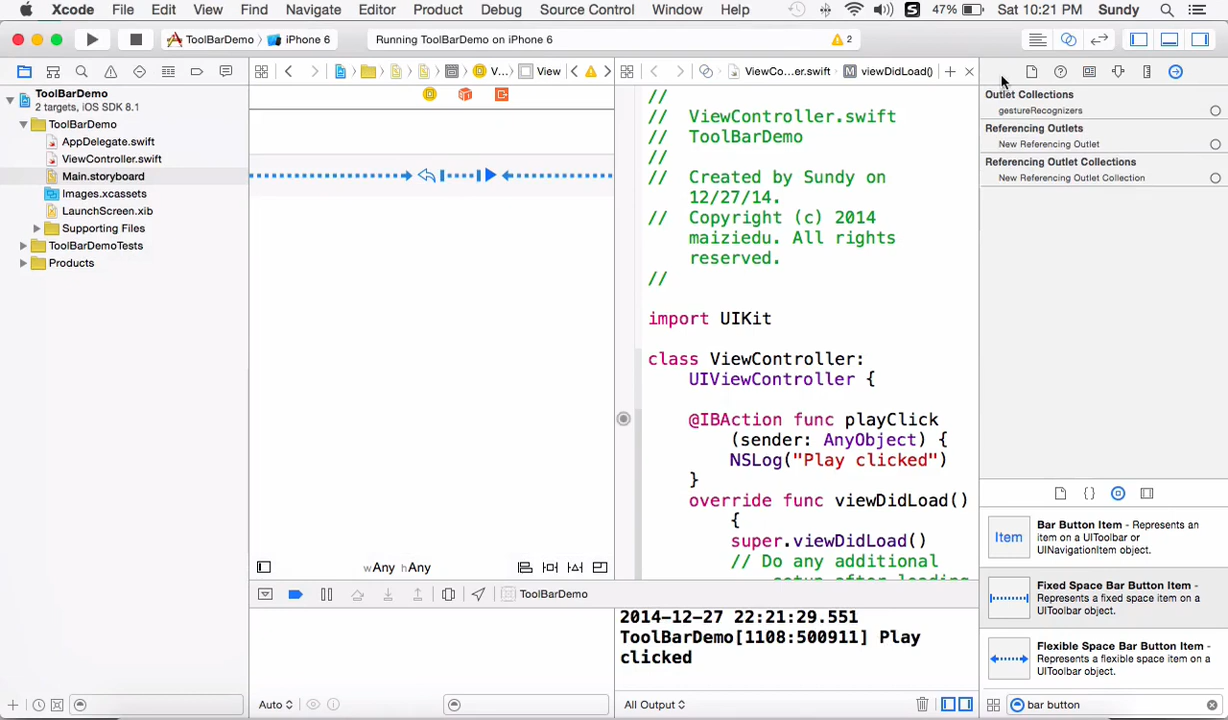 Xcode File Edit View Find Navigate Editor Product Debug Source Control Window Help 47% Sat 10:21 PM Sundy
ToolBarDemo iPhone 6 Running ToolBarDemo on iPhone 6 2
V... View ViewCo...er.swift M viewDidLoad()
ToolBarDemo
2 targets, iOS SDK 8.1
ToolBarDemo
AppDelegate.swift
ViewController.swift
Main.storyboard
Images.xcassets
LaunchScreen.xib
Supporting Files
ToolBarDemoTests
Products
wAny hAny
//
// ViewController.swift
// ToolBarDemo
//
// Created by Sundy on
12/27/14.
// Copyright (c) 2014
maiziedu. All rights
reserved.
//
import UIKit
class ViewController:
UIViewController {
@IBAction func playClick
(sender: AnyObject) {
NSLog("Play clicked")
}
override func viewDidLoad()
{
super.viewDidLoad()
// Do any additional
Outlet Collections
gestureRecognizers
Referencing Outlets
New Referencing Outlet
Referencing Outlet Collections
New Referencing Outlet Collection
{}
Item
Bar Button Item - Represents an
item on a UIToolbar or
UINavigationItem object.
Fixed Space Bar Button Item -
Represents a fixed space item on a
UIToolbar object.
Flexible Space Bar Button Item -
Represents a flexible space item on a
UIToolbar object.
ToolBarDemo
2014-12-27 22:21:29.551
ToolBarDemo[1108:500911] Play
clicked
Auto All Output bar button